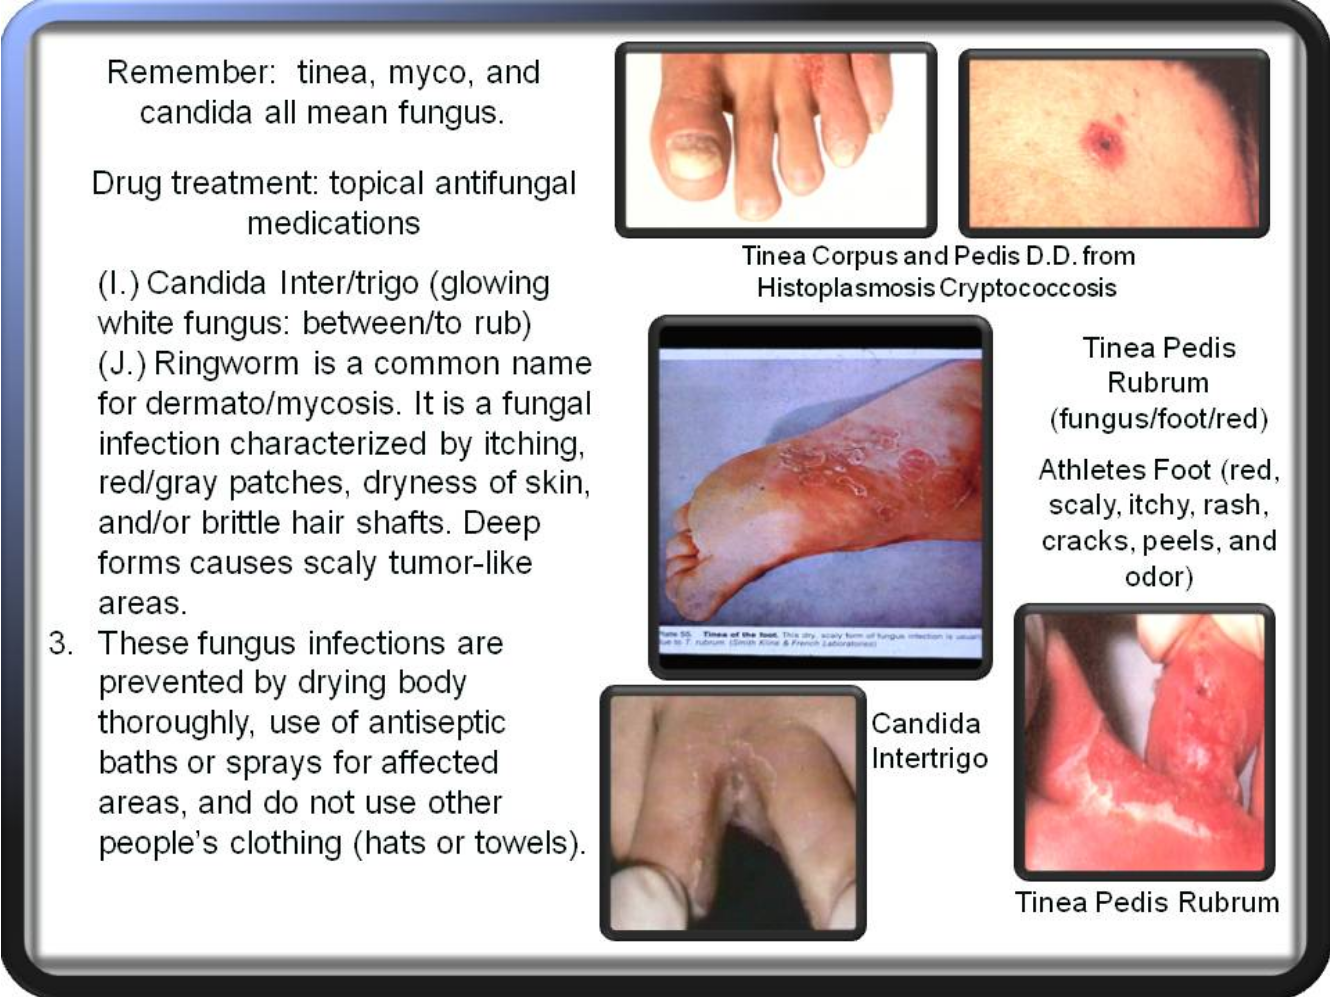 Remember: tinea, myco, and
candida all mean fungus.
Drug treatment: topical antifungal
medications
(I.) Candida Inter/trigo (glowing
white fungus: between/to rub)
(J.) Ringworm is a common name
for dermato/mycosis. It is a fungal
infection characterized by itching,
red/gray patches, dryness of skin,
and/or brittle hair shafts. Deep
forms causes scaly tumor-like
areas.
3. These fungus infections are
prevented by drying body
thoroughly, use of antiseptic
baths or sprays for affected
areas, and do not use other
people's clothing (hats or towels).
Tinea Corpus and Pedis D.D. from
Histoplasmosis Cryptococcosis
Tinea Pedis
Rubrum
(fungus/foot/red)
Athletes Foot (red,
scaly, itchy, rash,
cracks, peels, and
odor)
Plate 55. Tinea of the foot. This dry, scaly form of fungus infection is usually
due to T. rubrum. (Smith Kline & French Laboratories)
Candida
Intertrigo
Tinea Pedis Rubrum